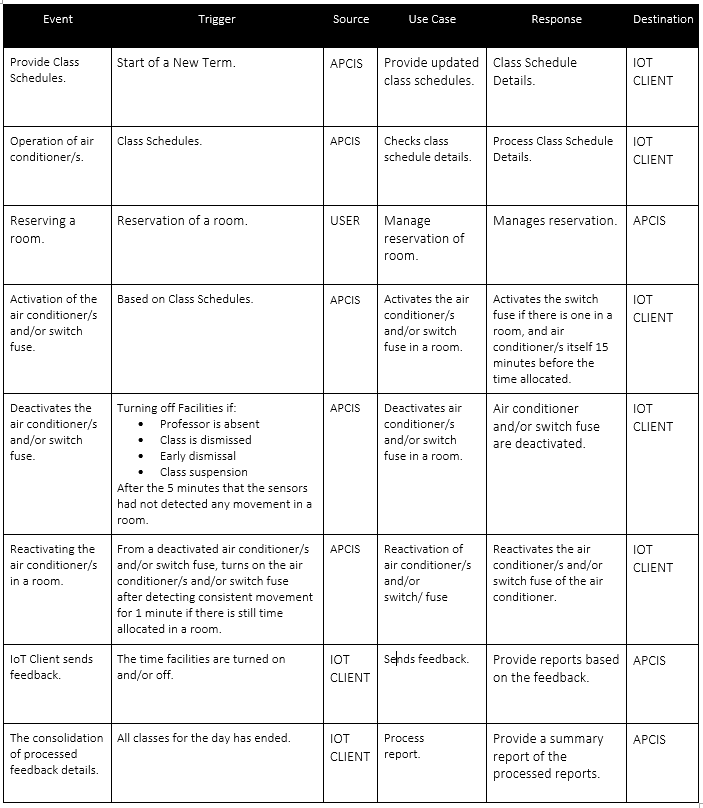 Event Trigger Source Use Case Response Destination
Provide Class Start of a New Term. APCIS Provide updated Class Schedule IOT
Schedules. class schedules. Details. CLIENT
Operation of air Class Schedules. APCIS Checks class Process Class Schedule IOT
conditioner/s. schedule details. Details. CLIENT
Reserving a Reservation of a room. USER Manage Manages reservation. APCIS
room. reservation of
room.
Activation of the Based on Class Schedules. APCIS Activates the air Activates the switch IOT
air conditioner/s conditioner/s fuse if there is one in a CLIENT
and/or switch and/or switch room, and air
fuse. fuse in a room. conditioner/s itself 15
minutes before the
time allocated.
Deactivates the Turning off Facilities if: APCIS Deactivates air Air conditioner IOT
air conditioner/s • Professor is absent conditioner/s and/or switch fuse CLIENT
and/or switch • Class is dismissed and/or switch are deactivated.
fuse. • Early dismissal fuse in a room.
• Class suspension
After the 5 minutes that the sensors
had not detected any movement in a
room.
Reactivating the From a deactivated air conditioner/s APCIS Reactivation of Reactivates the air IOT
air conditioner/s and/or switch fuse, turns on the air conditioner/s conditioner/s and/or CLIENT
in a room. air conditioner/s and/or switch fuse and/or switch fuse of the air
after detecting consistent movement switch/ fuse conditioner.
for 1 minute if there is still time
allocated in a room.
IoT Client sends The time facilities are turned on IOT Sends feedback. Provide reports based APCIS
feedback. and/or off. CLIENT on the feedback.
The consolidation All classes for the day has ended. IOT Process Provide a summary APCIS
of processed CLIENT report. report of the
feedback details. processed reports.